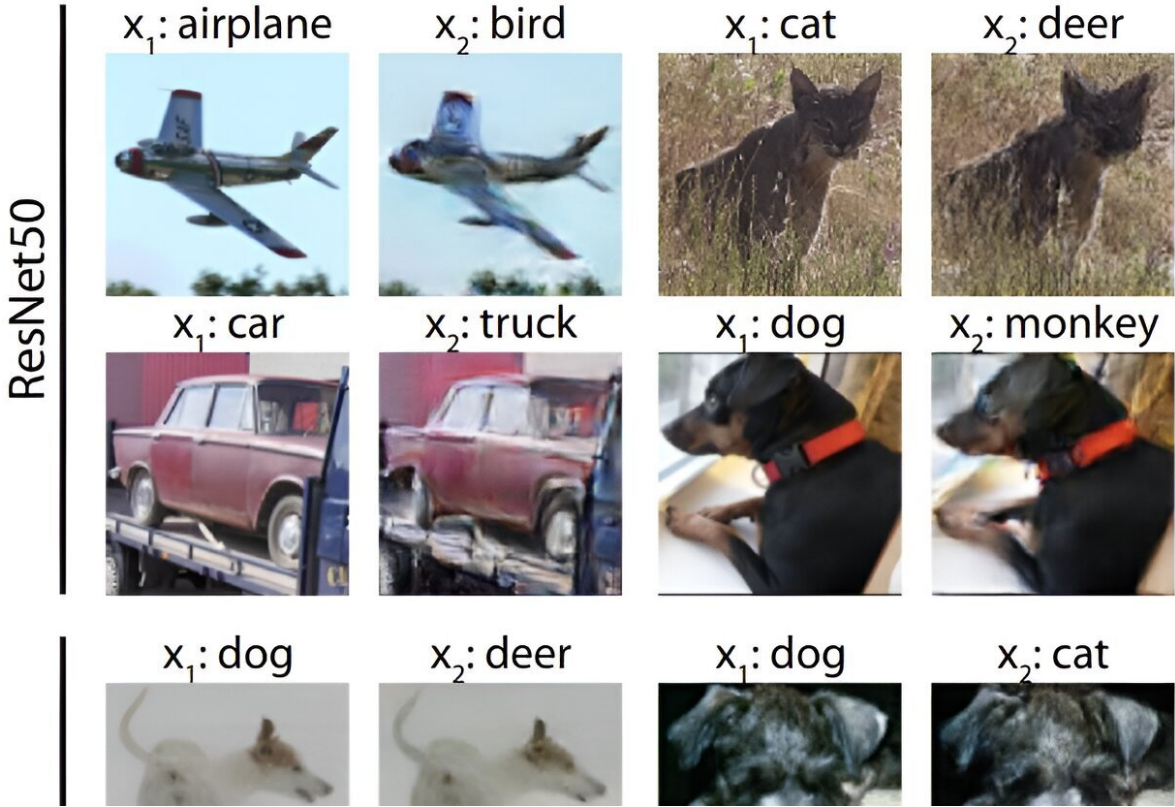 x₁: airplane x₂: bird x₁: cat x₂: deer
ResNet50
x₁: car x₂: truck x₁: dog x₂: monkey
x₁: dog x₂: deer x₁: dog x₂: cat